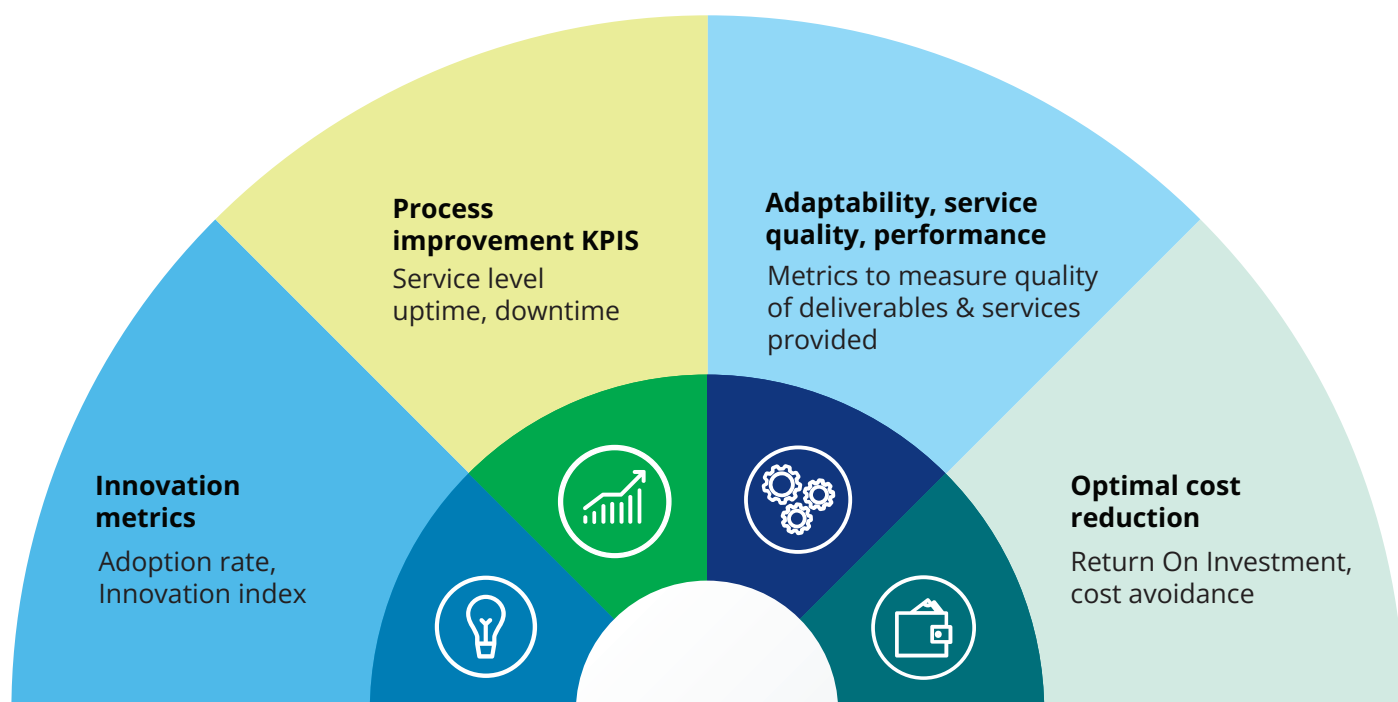 Process
improvement KPIS
Service level
uptime, downtime
Adaptability, service
quality, performance
Metrics to measure quality
of deliverables & services
provided
Innovation
metrics
Adoption rate,
Innovation index
Optimal cost
reduction
Return On Investment,
cost avoidance